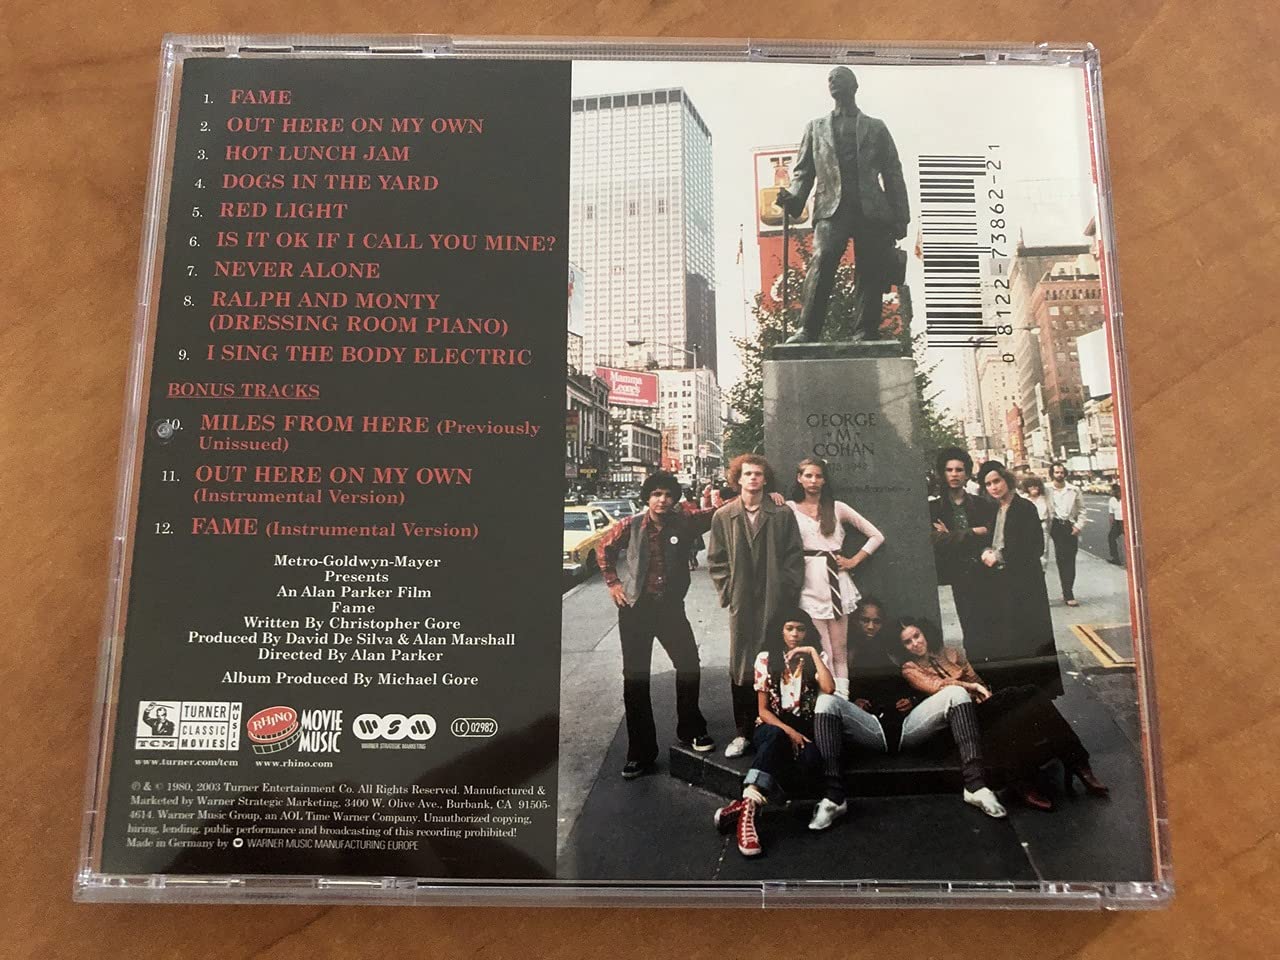 1. FAME
2. OUT HERE ON MY OWN
3. HOT LUNCH JAM
4. DOGS IN THE YARD
5. RED LIGHT
6. IS IT OK IF I CALL YOU MINE?
7. NEVER ALONE
8. RALPH AND MONTY
(DRESSING ROOM PIANO)
9. I SING THE BODY ELECTRIC
BONUS TRACKS
10. MILES FROM HERE (Previously
Unissued)
11. OUT HERE ON MY OWN
(Instrumental Version)
12. FAME (Instrumental Version)
Metro-Goldwyn-Mayer
Presents
An Alan Parker Film
Fame
Written By Christopher Gore
Produced By David De Silva & Alan Marshall
Directed By Alan Parker
Album Produced By Michael Gore
TCM
TURNER
CLASSIC
MOVIES
MUSIC
www.turner.com/tcm
RHINO
MOVIE
MUSIC
www.rhino.com
WSM
WARNER STRATEGIC MARKETING
LC 02982
℗ & © 1980, 2003 Turner Entertainment Co. All Rights Reserved. Manufactured &
Marketed by Warner Strategic Marketing, 3400 W. Olive Ave., Burbank, CA 91505-
4614. Warner Music Group, an AOL Time Warner Company. Unauthorized copying,
hiring, lending, public performance and broadcasting of this recording prohibited!
Made in Germany by WARNER MUSIC MANUFACTURING EUROPE
Mamma
Leone's
GEORGE
M
COHAN
0 81122-73862-2 1